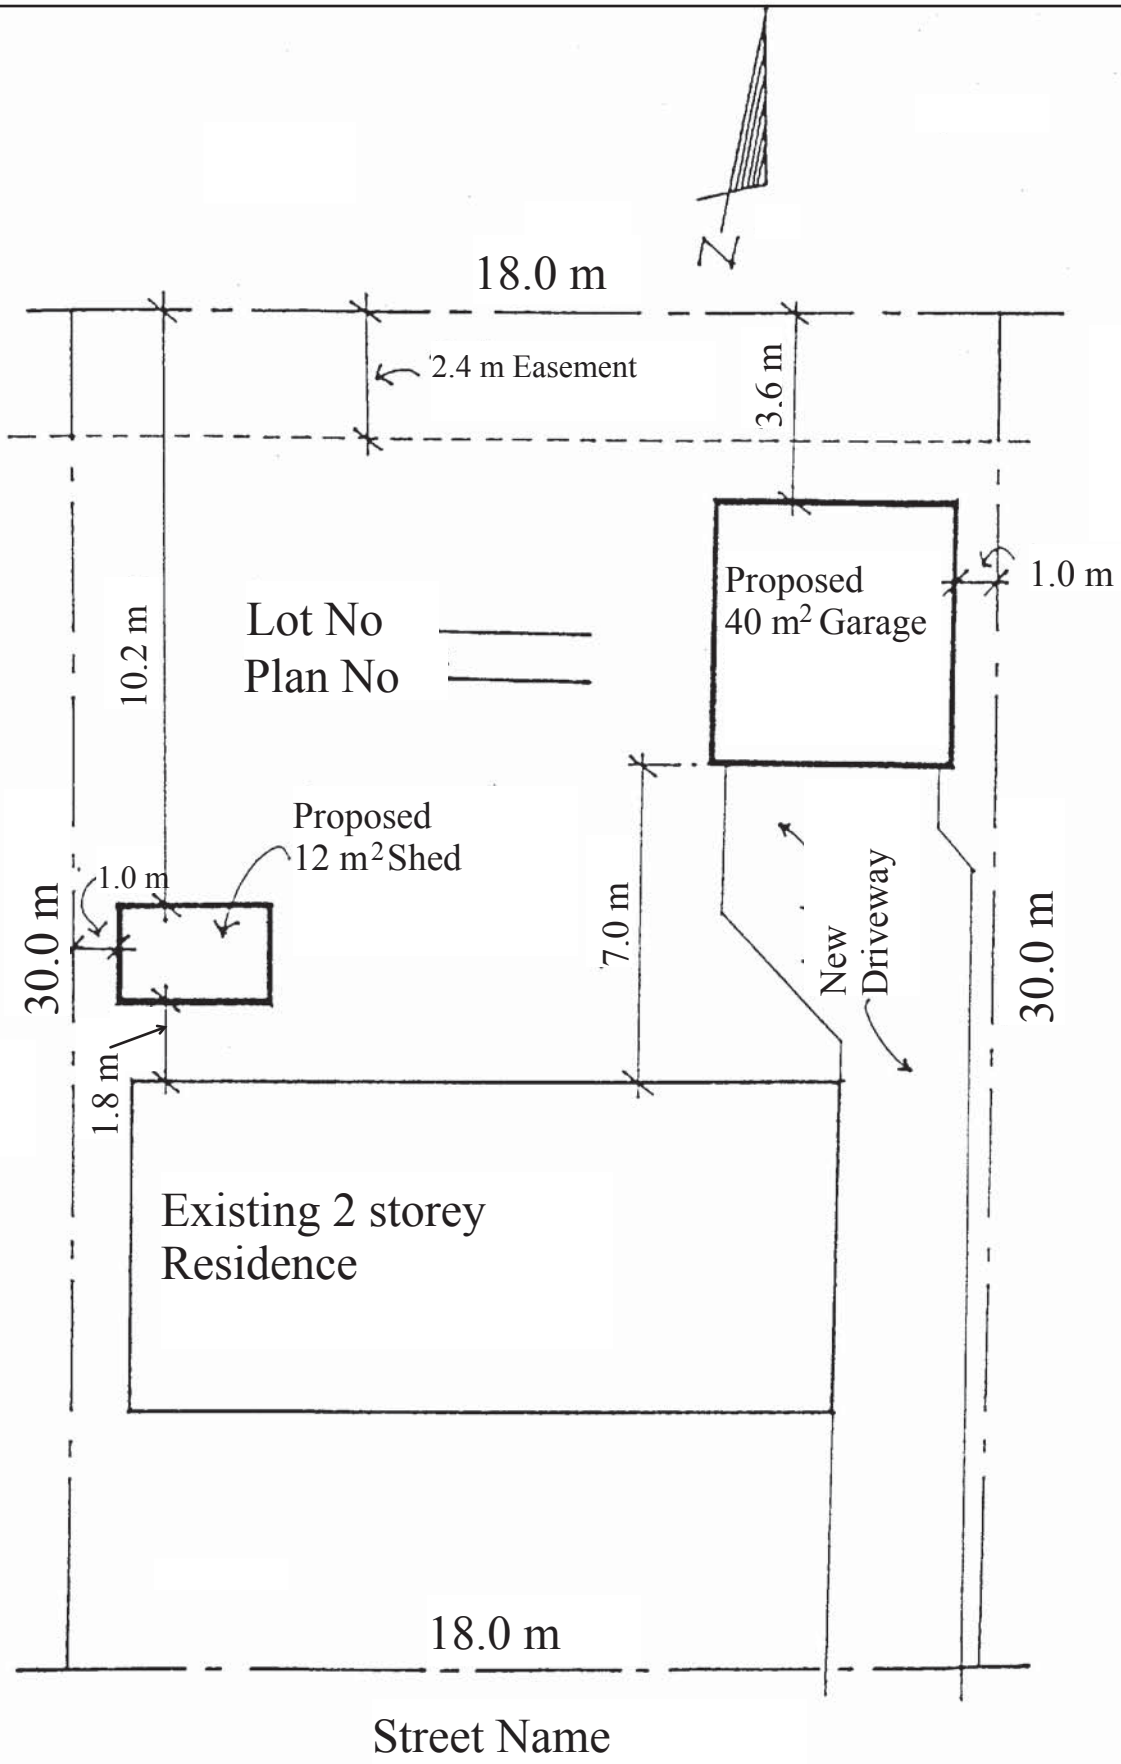 N
18.0 m
2.4 m Easement
3.6 m
Proposed
40 m² Garage
1.0 m
10.2 m
Lot No
Plan No
Proposed
12 m² Shed
1.0 m
30.0 m
7.0 m
New
Driveway
30.0 m
1.8 m
Existing 2 storey
Residence
18.0 m
Street Name